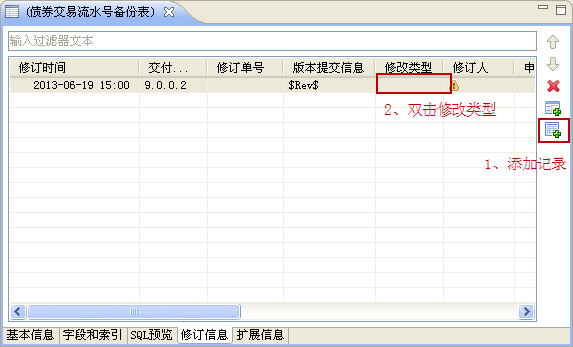 (债券交易流水号备份表)
输入过滤器文本
修订时间 交付... 修订单号 版本提交信息 修改类型 修订人 申
2013-06-19 15:00 9.0.0.2 $Rev$
2、双击修改类型
1、添加记录
基本信息 字段和索引 SQL预览 修订信息 扩展信息